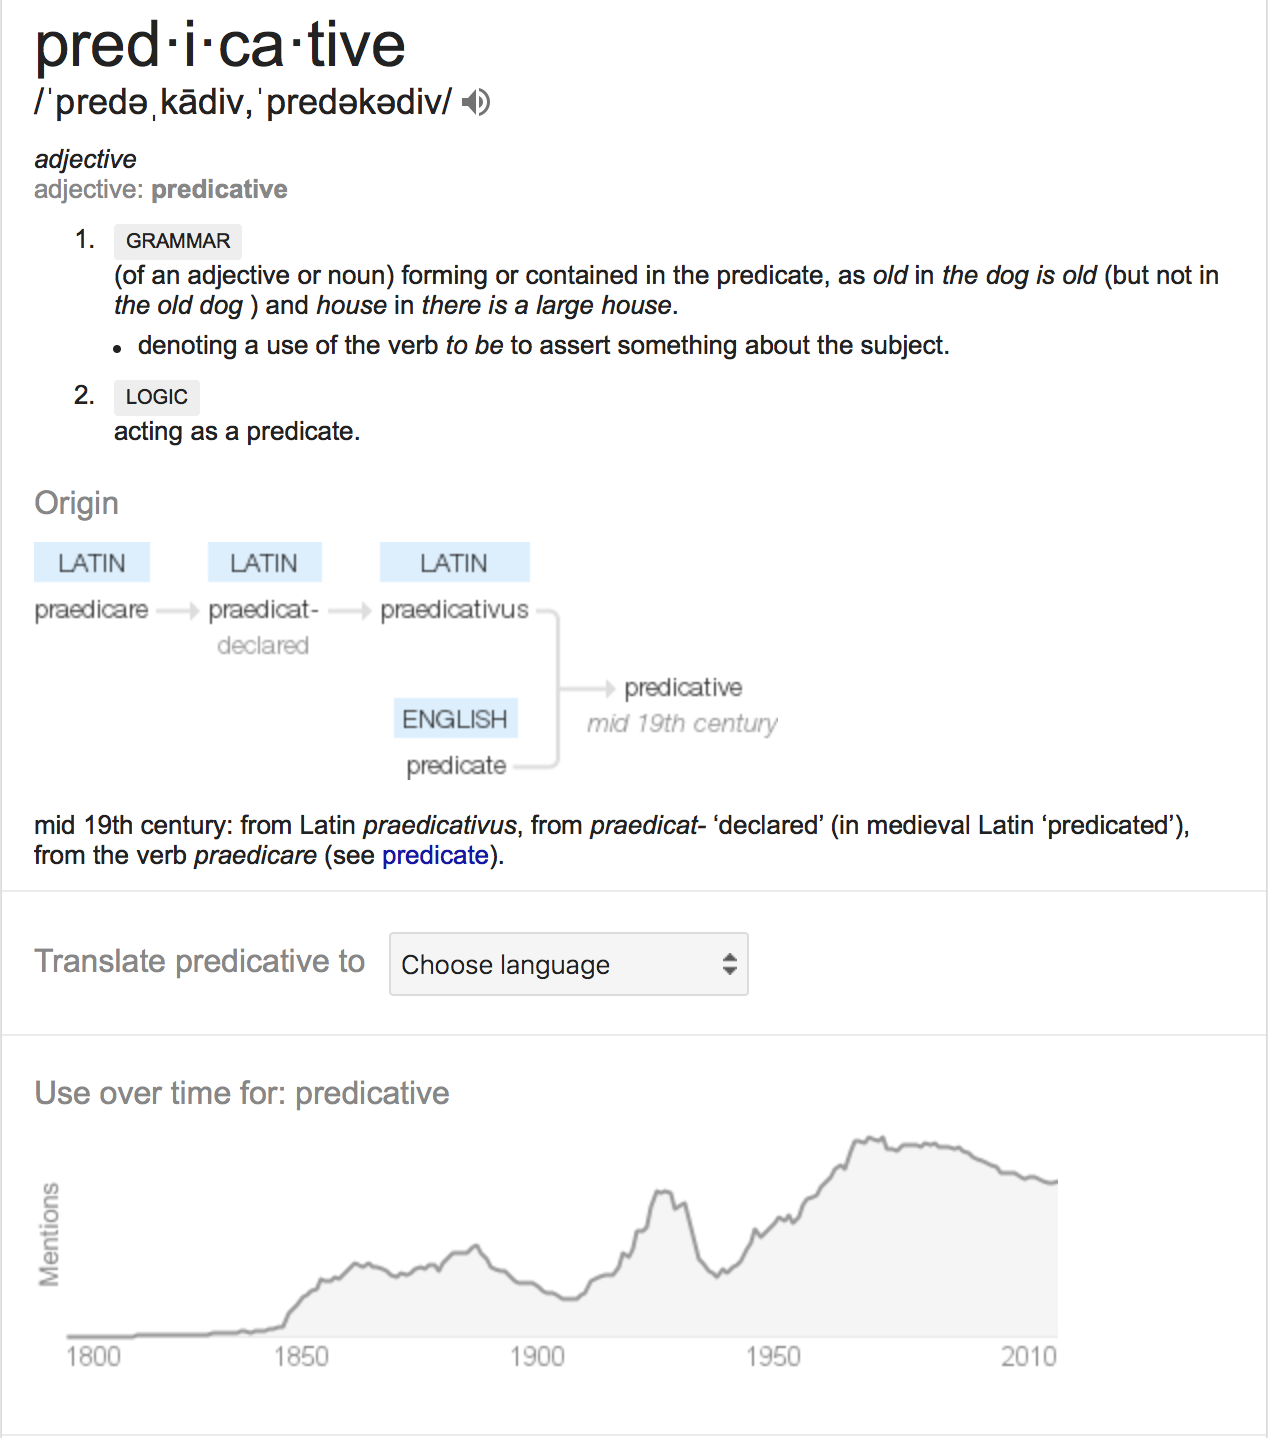 pred·i·ca·tive
/ˈpredəˌkādiv,ˈpredəkədiv/
adjective
adjective: predicative
1. GRAMMAR
(of an adjective or noun) forming or contained in the predicate, as old in the dog is old (but not in
the old dog ) and house in there is a large house.
• denoting a use of the verb to be to assert something about the subject.
2. LOGIC
acting as a predicate.
Origin
LATIN LATIN LATIN
praedicare praedicat- praedicativus
declared
predicative
ENGLISH mid 19th century
predicate
mid 19th century: from Latin praedicativus, from praedicat- ‘declared’ (in medieval Latin ‘predicated’),
from the verb praedicare (see predicate).
Translate predicative to Choose language
Use over time for: predicative
Mentions
1800 1850 1900 1950 2010